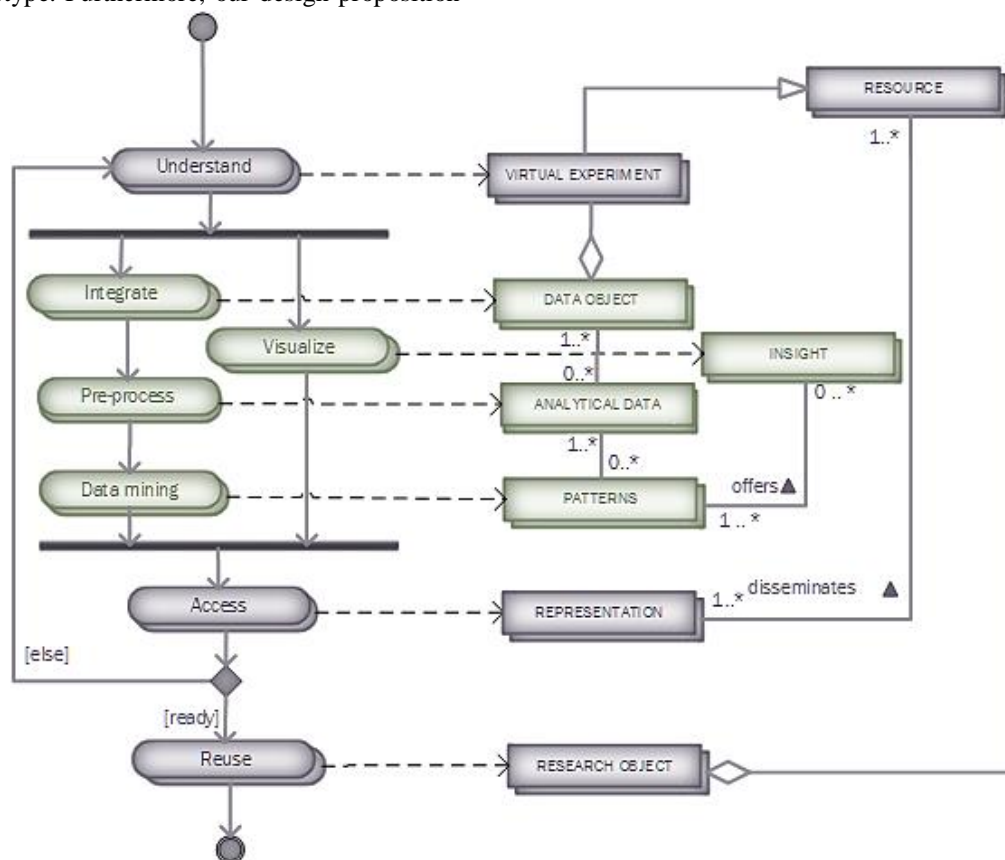 type. Furthermore, our design proposition
RESOURCE
1..*
Understand
VIRTUAL EXPERIMENT
Integrate
DATA OBJECT
1..*
Visualize
INSIGHT
0..*
0 .. *
Pre-process
ANALYTICAL DATA
1..*
0..*
Data mining
PATTERNS
offers
1 .. *
Access
REPRESENTATION
1..*
disseminates
[else]
[ready]
Reuse
RESEARCH OBJECT